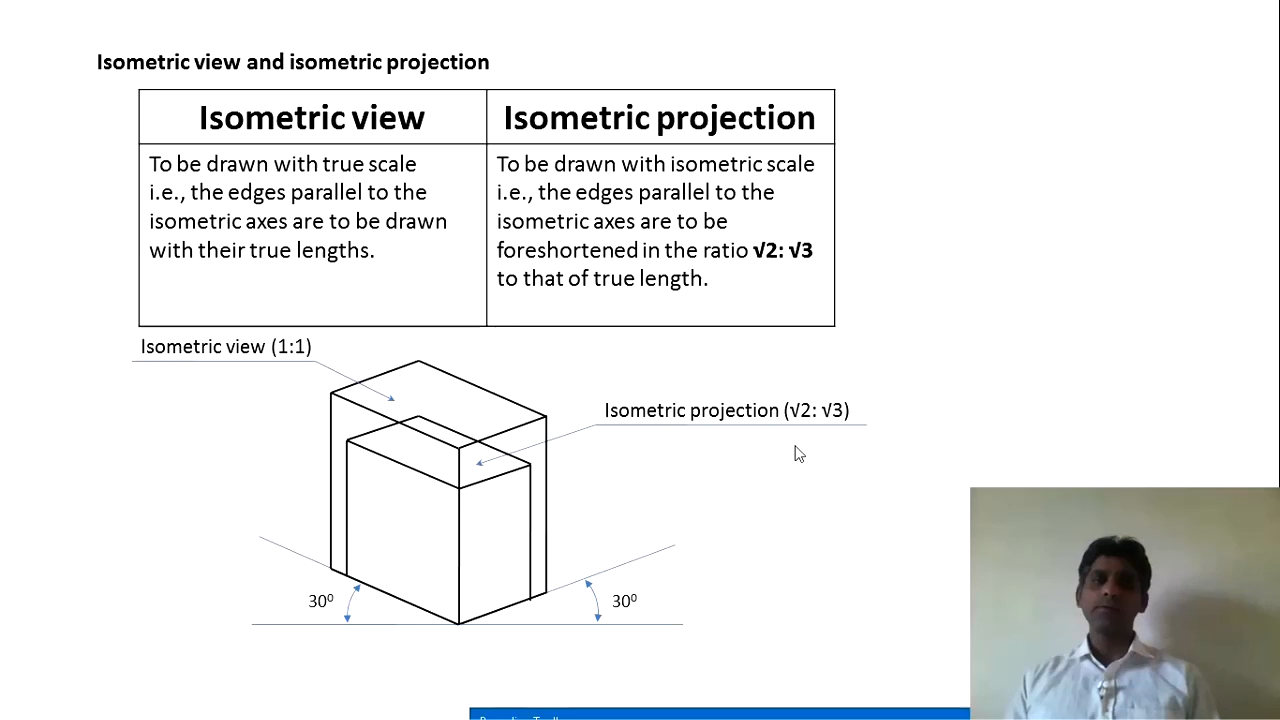 Isometric view and isometric projection
Isometric view
Isometric projection
To be drawn with true scale
i.e., the edges parallel to the
isometric axes are to be drawn
with their true lengths.
To be drawn with isometric scale
i.e., the edges parallel to the
isometric axes are to be
foreshortened in the ratio √2: √3
to that of true length.
Isometric view (1:1)
Isometric projection (√2: √3)
30⁰
30⁰